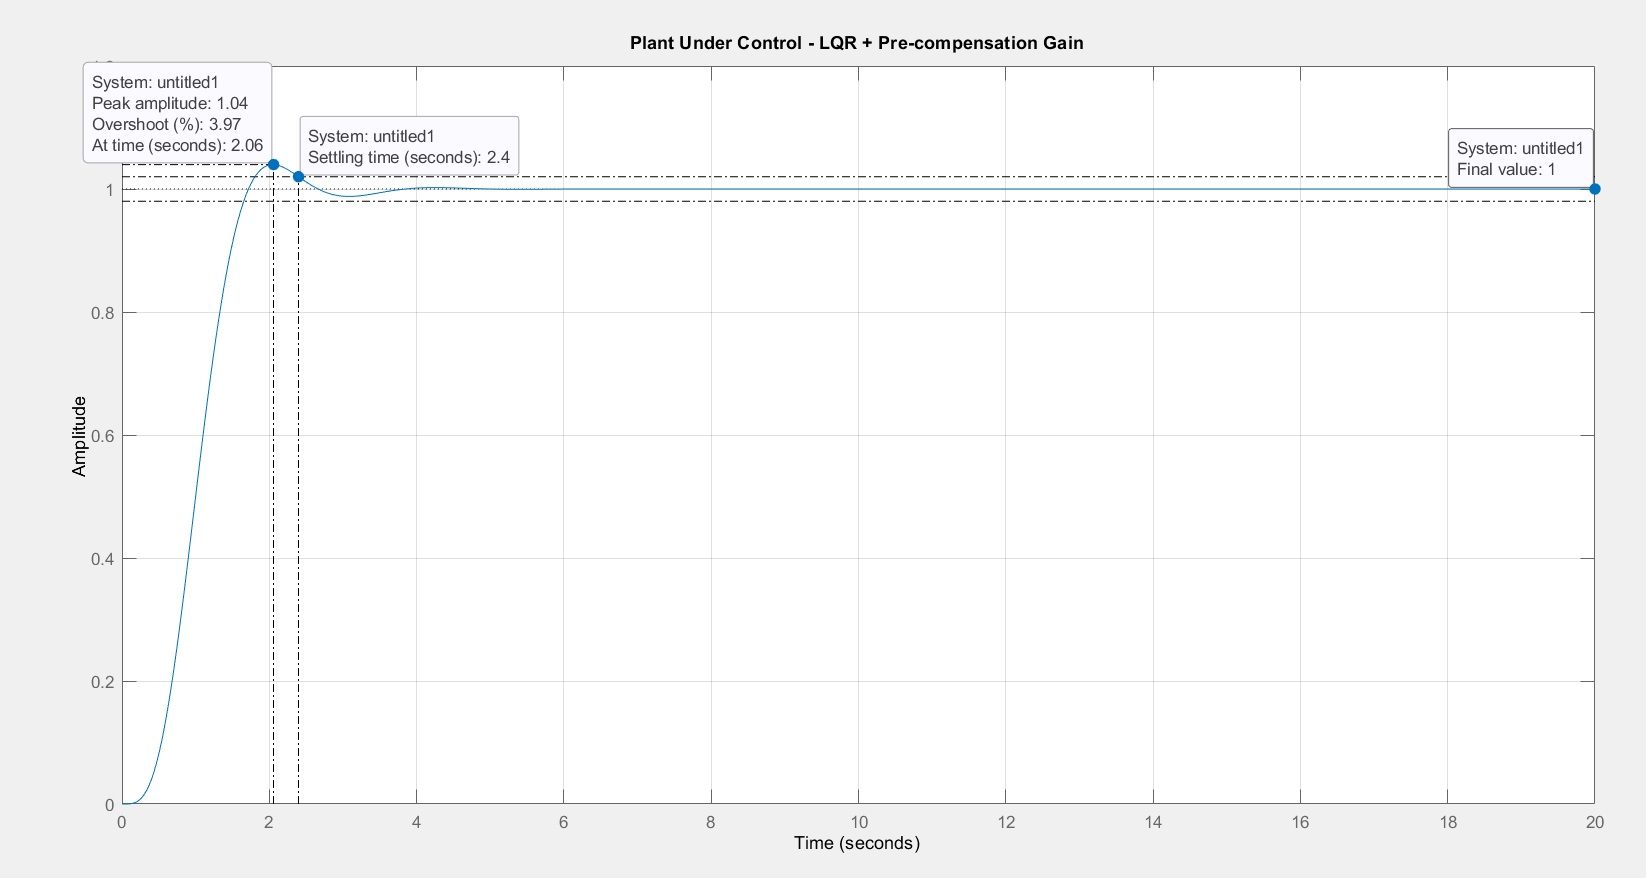 Plant Under Control - LQR + Pre-compensation Gain
System: untitled1
Peak amplitude: 1.04
Overshoot (%): 3.97
At time (seconds): 2.06
System: untitled1
Settling time (seconds): 2.4
System: untitled1
Final value: 1
1
0.8
0.6
0.4
0.2
0
Amplitude
0 2 4 6 8 10 12 14 16 18 20
Time (seconds)